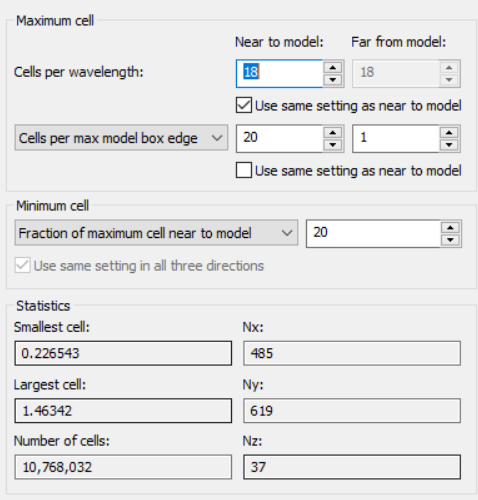 Maximum cell
Near to model: Far from model:
Cells per wavelength: 18 18
Use same setting as near to model
Cells per max model box edge 20 1
Use same setting as near to model
Minimum cell
Fraction of maximum cell near to model 20
Use same setting in all three directions
Statistics
Smallest cell: Nx:
0.226543 485
Largest cell: Ny:
1.46342 619
Number of cells: Nz:
10,768,032 37